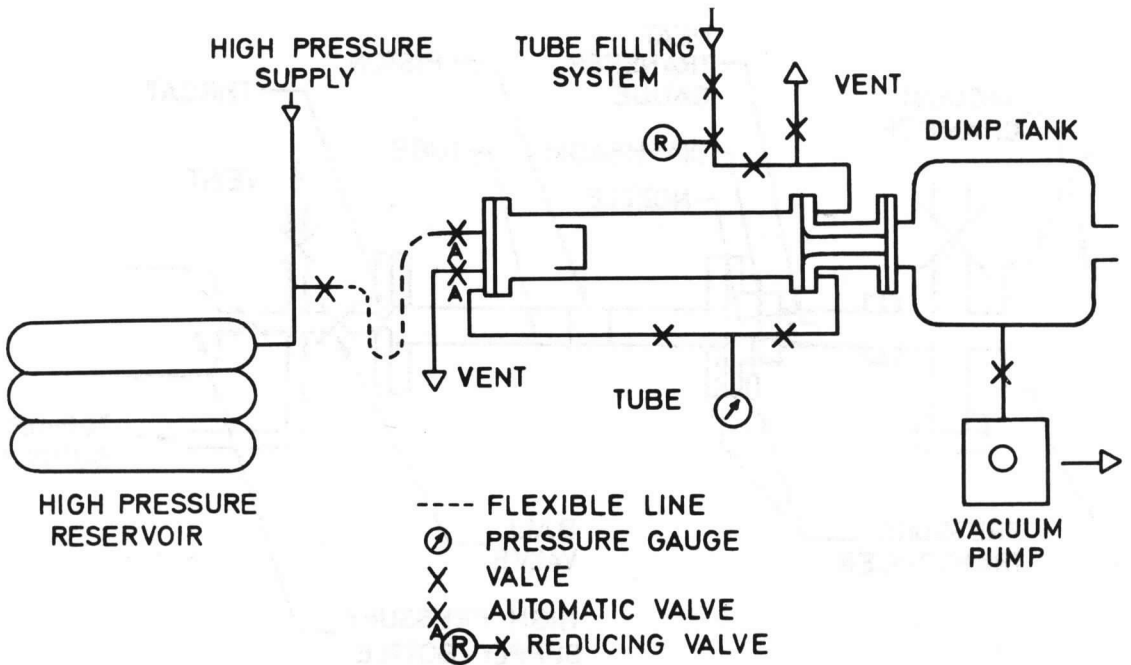 HIGH PRESSURE
SUPPLY
TUBE FILLING
SYSTEM
VENT
R
DUMP TANK
A
A
VENT
TUBE
HIGH PRESSURE
RESERVOIR
VACUUM
PUMP
FLEXIBLE LINE
PRESSURE GAUGE
VALVE
AUTOMATIC VALVE
A
R
REDUCING VALVE